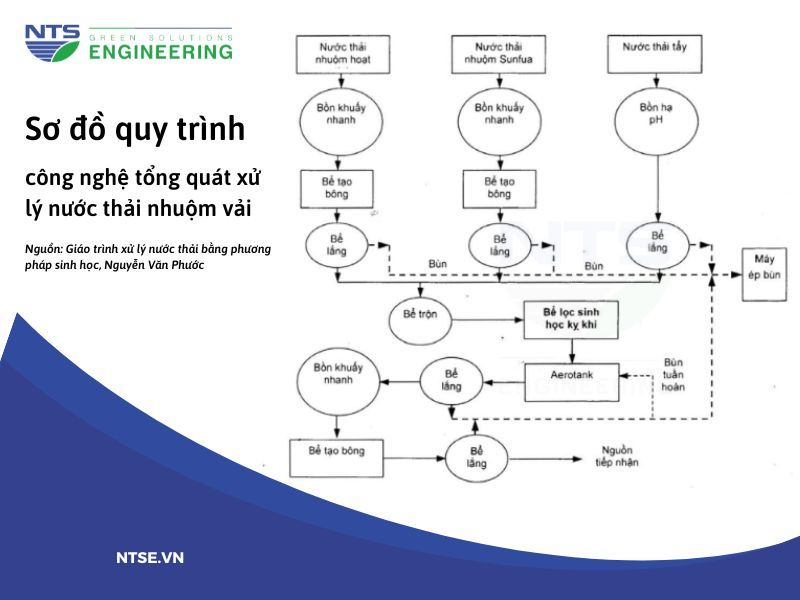 NTS
GREEN SOLUTIONS
ENGINEERING
Sơ đồ quy trình
công nghệ tổng quát xử
lý nước thải nhuộm vải
Nguồn: Giáo trình xử lý nước thải bằng phương
pháp sinh học, Nguyễn Văn Phước
Nước thải
nhuộm hoạt
Nước thải
nhuộm Sunfua
Nước thải tẩy
Bồn khuấy
nhanh
Bồn khuấy
nhanh
Bồn hạ
pH
Bể tạo
bông
Bể tạo
bông
Bể
lắng
Bể
lắng
Bể
lắng
Bùn
Bùn
Máy
ép bùn
Bể trộn
Bể lọc sinh
học kỵ khí
Bồn khuấy
nhanh
Bể
lắng
Aerotank
Bùn
tuần
hoàn
Bể tạo bông
Bể
lắng
Nguồn
tiếp nhận
NTS
ENGINEERING
NTSE.VN